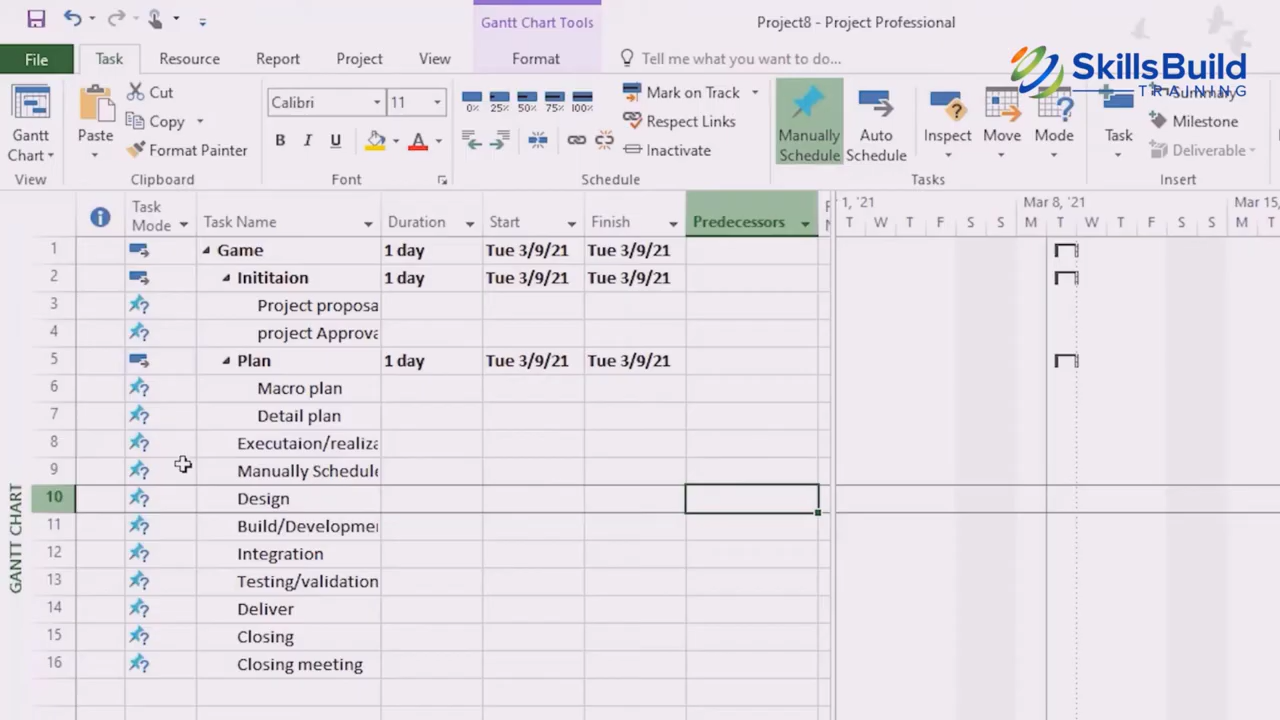 Gantt Chart Tools
Project8 - Project Professional
File
Task
Resource
Report
Project
View
Format
Tell me what you want to do...
SkillsBuild
TRAINING
Gantt
Chart
View
Paste
Cut
Copy
Format Painter
Clipboard
Calibri
11
B I U
A
Font
0% 25% 50% 75% 100%
Mark on Track
Respect Links
Inactivate
Schedule
Manually
Schedule
Auto
Schedule
Inspect
Move
Mode
Tasks
Task
Summary
Milestone
Deliverable
Insert
Task
Mode
Task Name
Duration
Start
Finish
Predecessors
1, '21
Mar 8, '21
Mar 15,
T W T F S S M T W T F S S M T
1 Game 1 day Tue 3/9/21 Tue 3/9/21
2 Inititaion 1 day Tue 3/9/21 Tue 3/9/21
3 Project proposa
4 project Approva
5 Plan 1 day Tue 3/9/21 Tue 3/9/21
6 Macro plan
7 Detail plan
8 Executaion/realiza
9 Manually Schedule
10 Design
11 Build/Developmer
12 Integration
13 Testing/validation
14 Deliver
15 Closing
16 Closing meeting
GANTT CHART